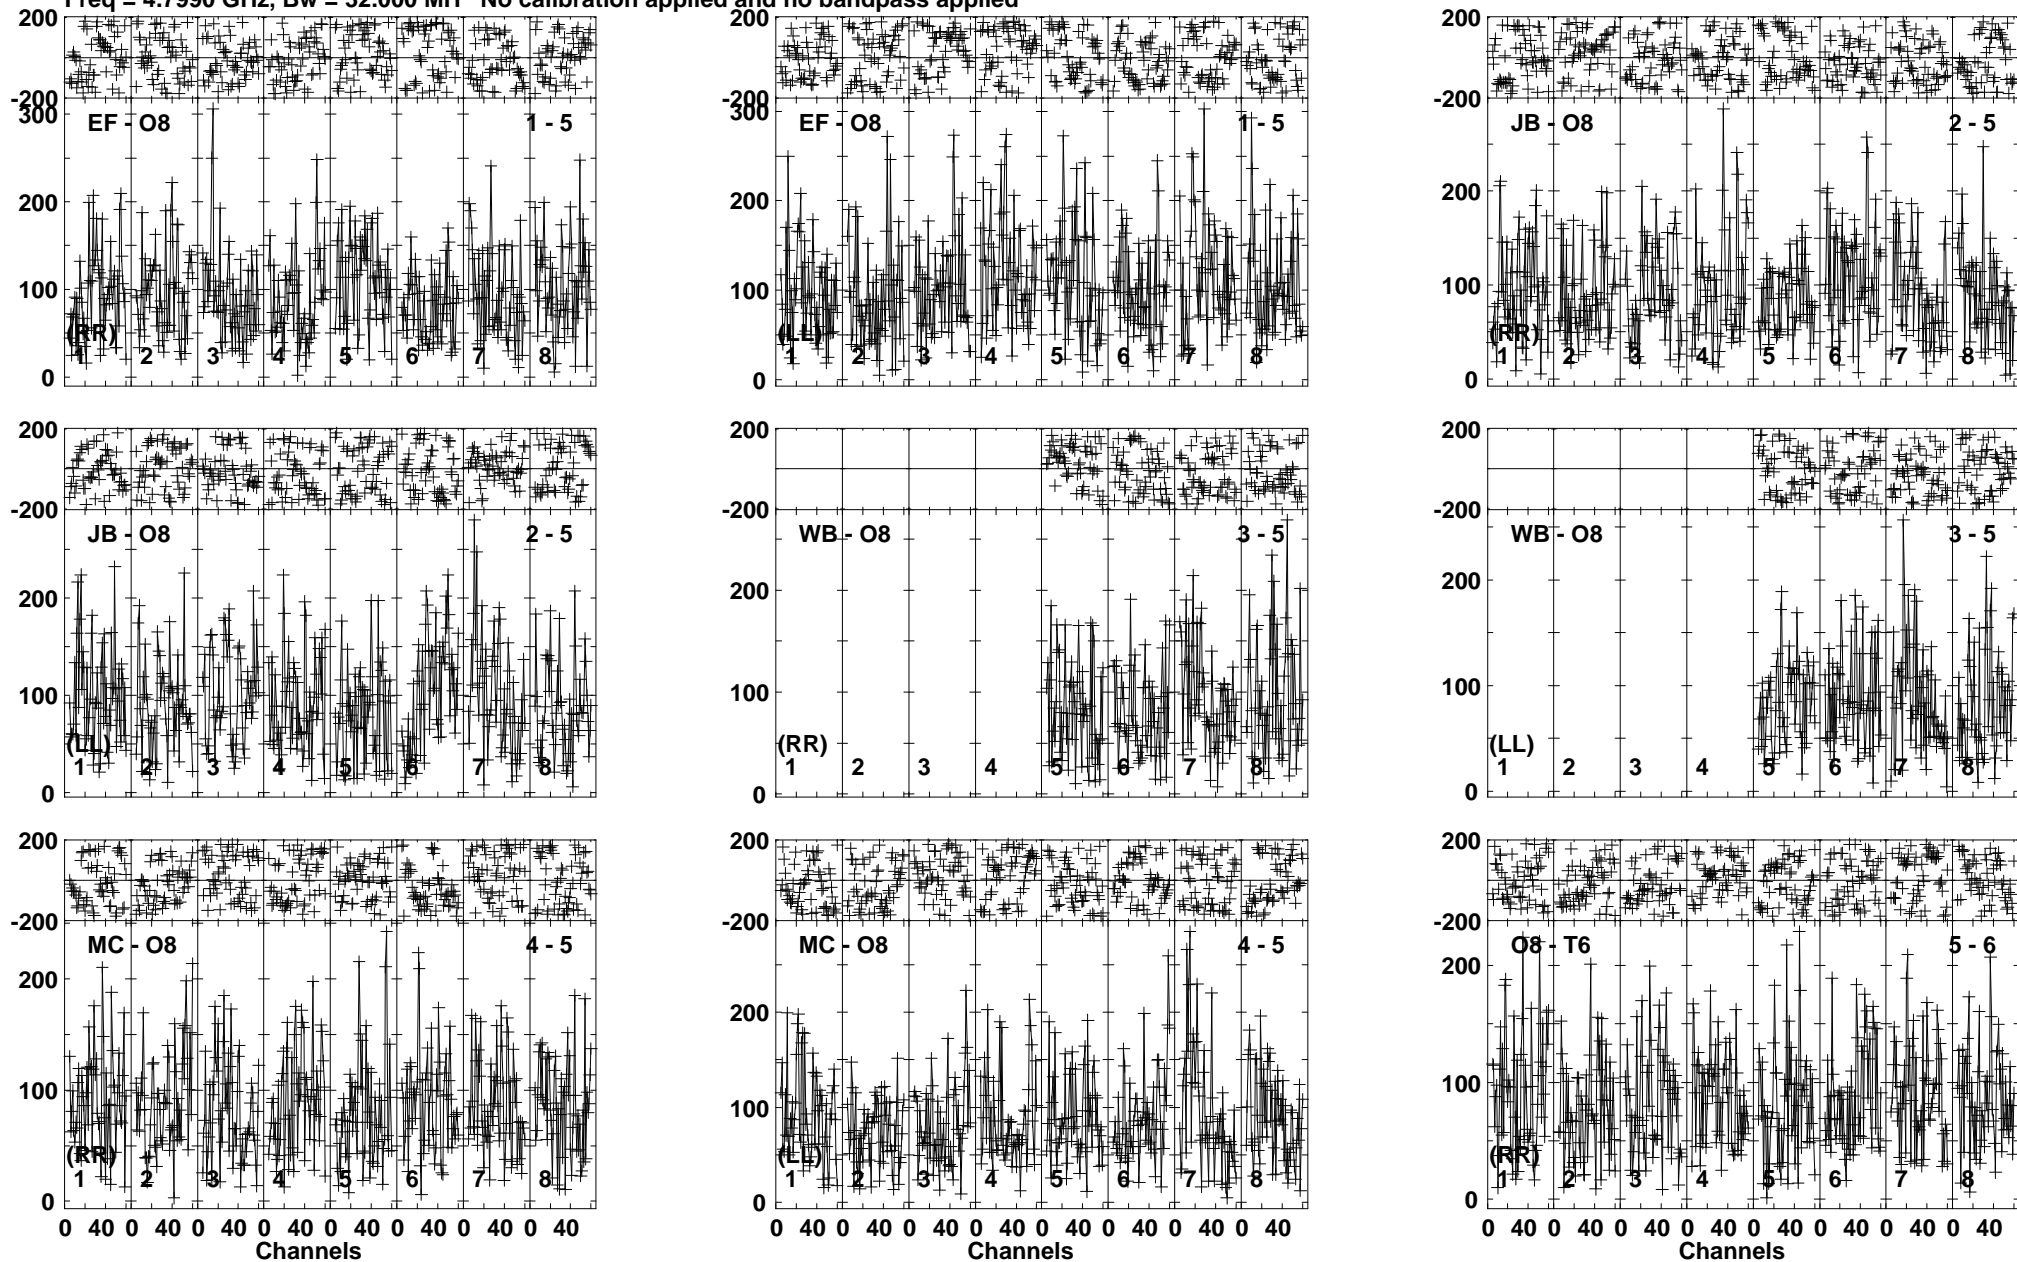 Freq = 4.7990 GHz, Bw = 32.000 MH No calibration applied and no bandpass applied
200 200 200
-200 -200 -200
300 EF - O8 1 - 5 300 EF - O8 1 - 5 JB - O8 2 - 5
200 200 200
100 100 100
(RR) (LL) (RR)
1 2 3 4 5 6 7 8 1 2 3 4 5 6 7 8 1 2 3 4 5 6 7 8
0 0 0
200 200 200
-200 -200 -200
JB - O8 2 - 5 WB - O8 3 - 5 WB - O8 3 - 5
200 200 200
100 100 100
(LL) (RR) (LL)
1 2 3 4 5 6 7 8 1 2 3 4 5 6 7 8 1 2 3 4 5 6 7 8
0 0 0
200 200 200
-200 -200 -200
MC - O8 4 - 5 MC - O8 4 - 5 O8 - T6 5 - 6
200 200 200
100 100 100
(RR) (LL) (RR)
1 2 3 4 5 6 7 8 1 2 3 4 5 6 7 8 1 2 3 4 5 6 7 8
0 0 0
0 40 0 40 0 40 0 40 0 40 0 40 0 40 0 40 0 40 0 40 0 40 0 40 0 40 0 40 0 40 0 40 0 40 0 40 0 40 0 40 0 40 0 40 0 40 0 40
Channels Channels Channels